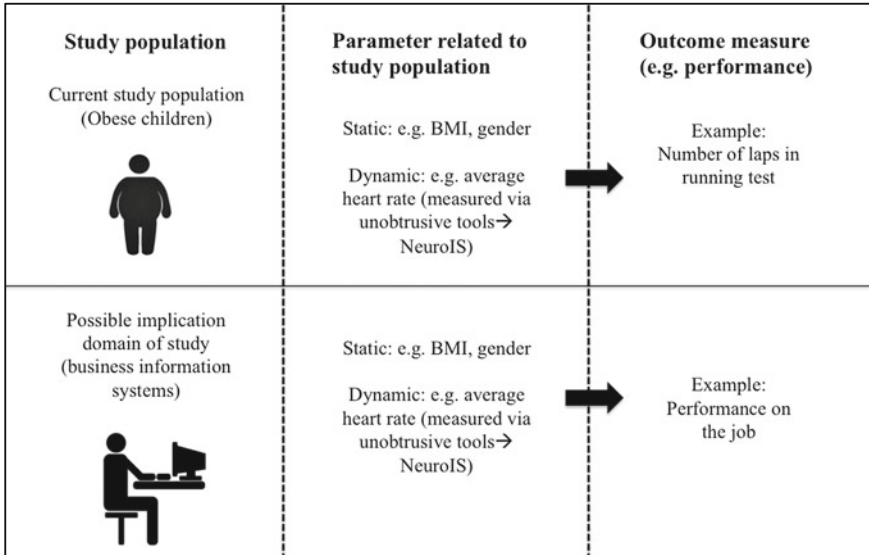 Study population
Current study population
(Obese children)
Parameter related to
study population
Static: e.g. BMI, gender
Dynamic: e.g. average
heart rate (measured via
unobtrusive tools→
NeuroIS)
Outcome measure
(e.g. performance)
Example:
Number of laps in
running test
Possible implication
domain of study
(business information
systems)
Static: e.g. BMI, gender
Dynamic: e.g. average
heart rate (measured via
unobtrusive tools→
NeuroIS)
Example:
Performance on
the job